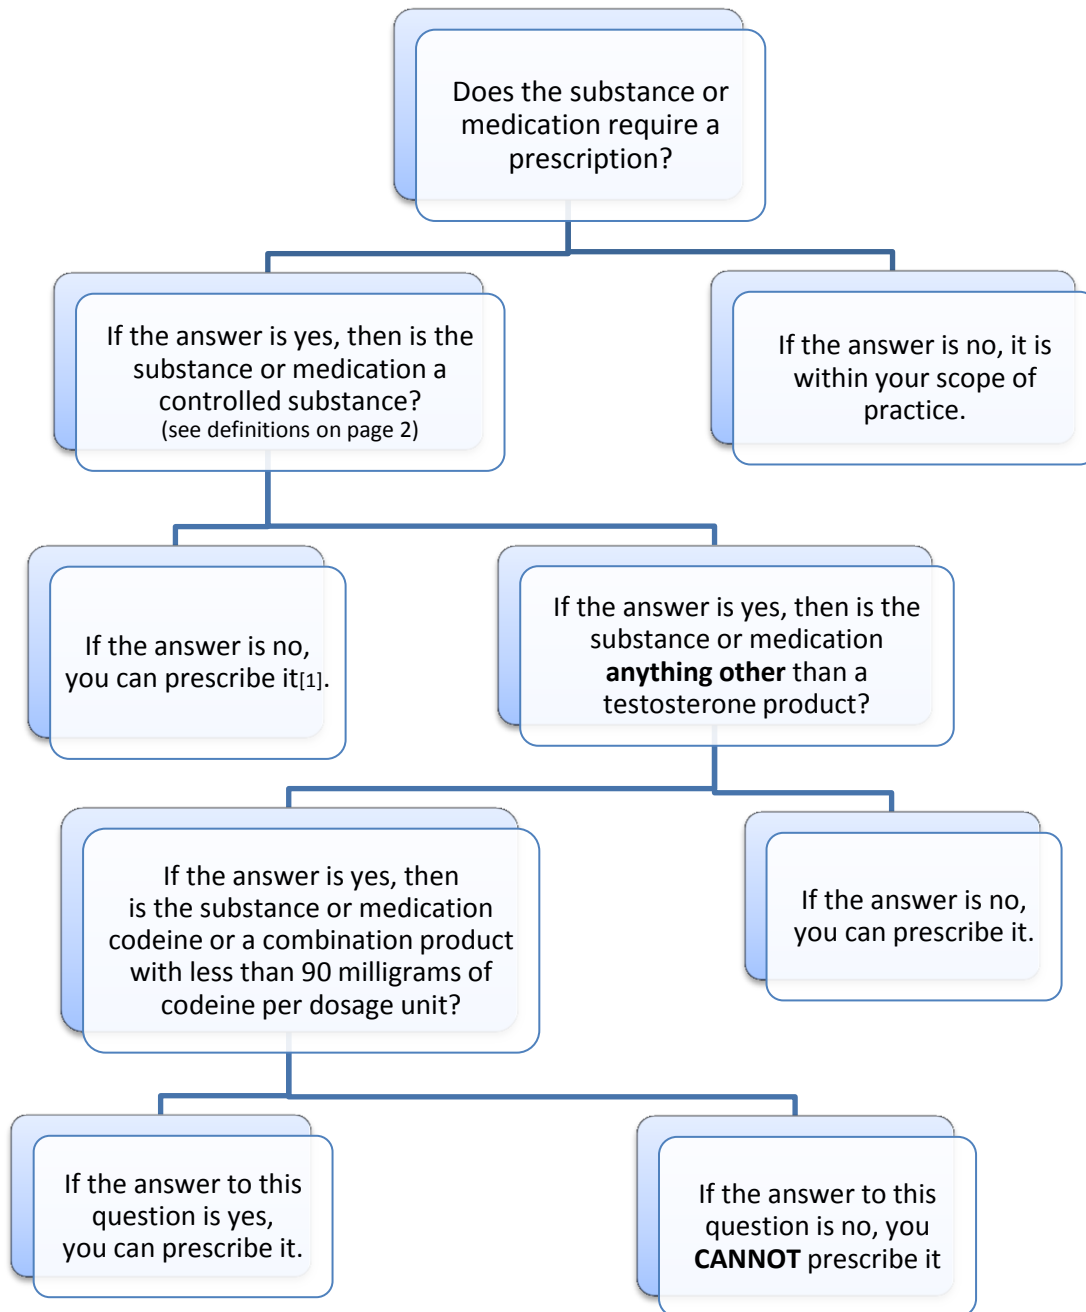 Does the substance or
medication require a
prescription?
If the answer is yes, then is the
substance or medication a
controlled substance?
(see definitions on page 2)
If the answer is no, it is
within your scope of
practice.
If the answer is no,
you can prescribe it[1].
If the answer is yes, then is the
substance or medication
anything other than a
testosterone product?
If the answer is yes, then
is the substance or medication
codeine or a combination product
with less than 90 milligrams of
codeine per dosage unit?
If the answer is no,
you can prescribe it.
If the answer to this
question is yes,
you can prescribe it.
If the answer to this
question is no, you
CANNOT prescribe it